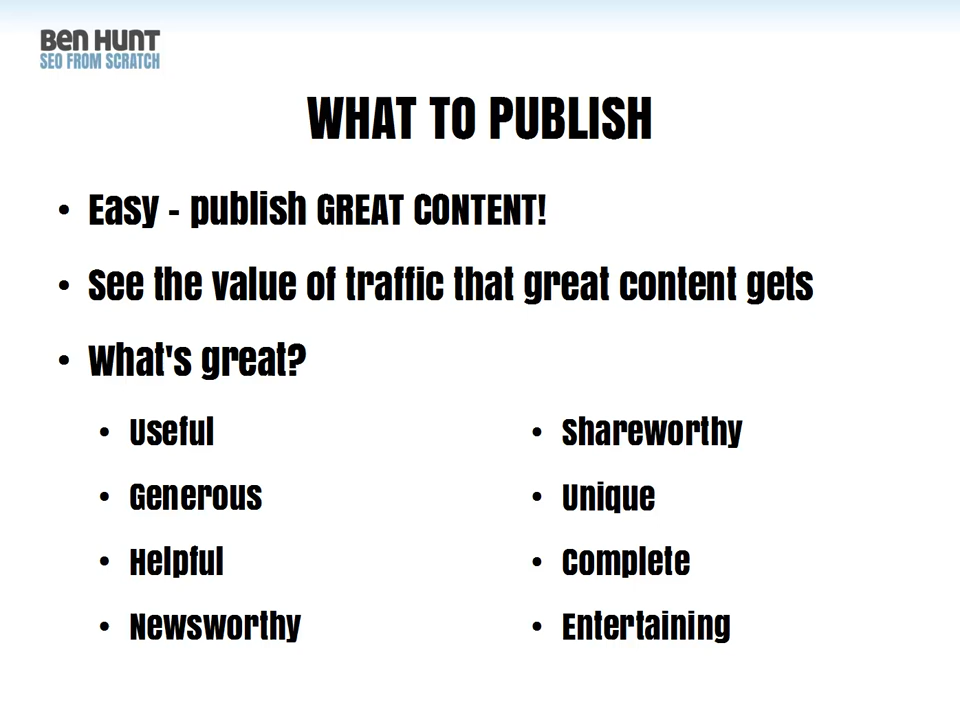 Ben Hunt
SEO FROM SCRATCH
WHAT TO PUBLISH
• Easy - publish GREAT CONTENT!
• See the value of traffic that great content gets
• What's great?
• Useful
• Generous
• Helpful
• Newsworthy
• Shareworthy
• Unique
• Complete
• Entertaining